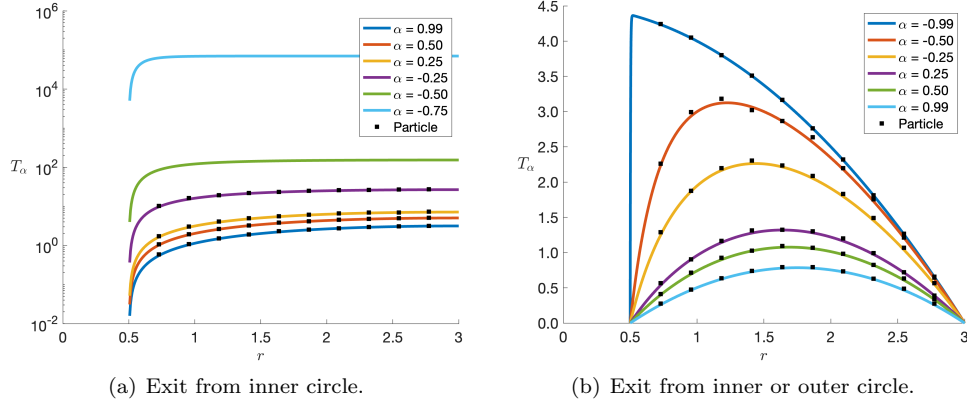 10^6
10^4
10^2
10^0
10^-2
T_α
0
0.5
1
1.5
2
2.5
3
r
α = 0.99
α = 0.50
α = 0.25
α = -0.25
α = -0.50
α = -0.75
Particle
(a) Exit from inner circle.
4.5
4.0
3.5
3.0
2.5
2.0
1.5
1.0
0.5
0.0
T_α
0
0.5
1
1.5
2
2.5
3
r
α = -0.99
α = -0.50
α = -0.25
α = 0.25
α = 0.50
α = 0.99
Particle
(b) Exit from inner or outer circle.